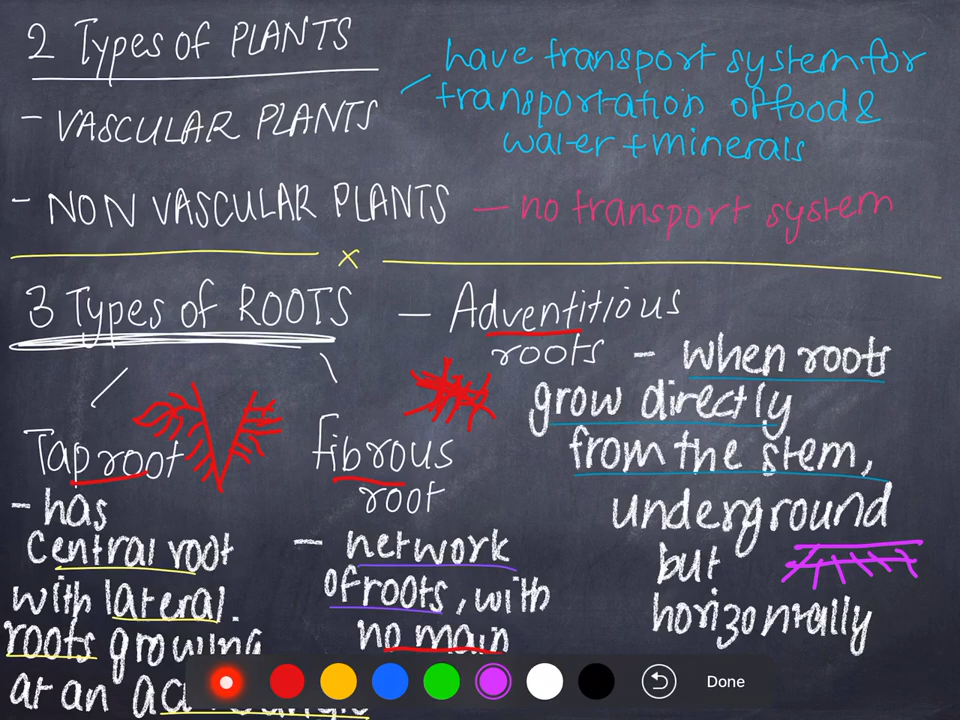 2 Types of PLANTS
- VASCULAR PLANTS
have transport system for
transportation of food &
water + minerals
- NON VASCULAR PLANTS - no transport system
x
3 Types of ROOTS
- Adventitious
roots - when roots
grow directly
from the stem,
underground
but
horizontally
Tap root
- has
central root
with lateral.
roots growing
at an
fibrous
root
- network
of roots, with
no main
Done